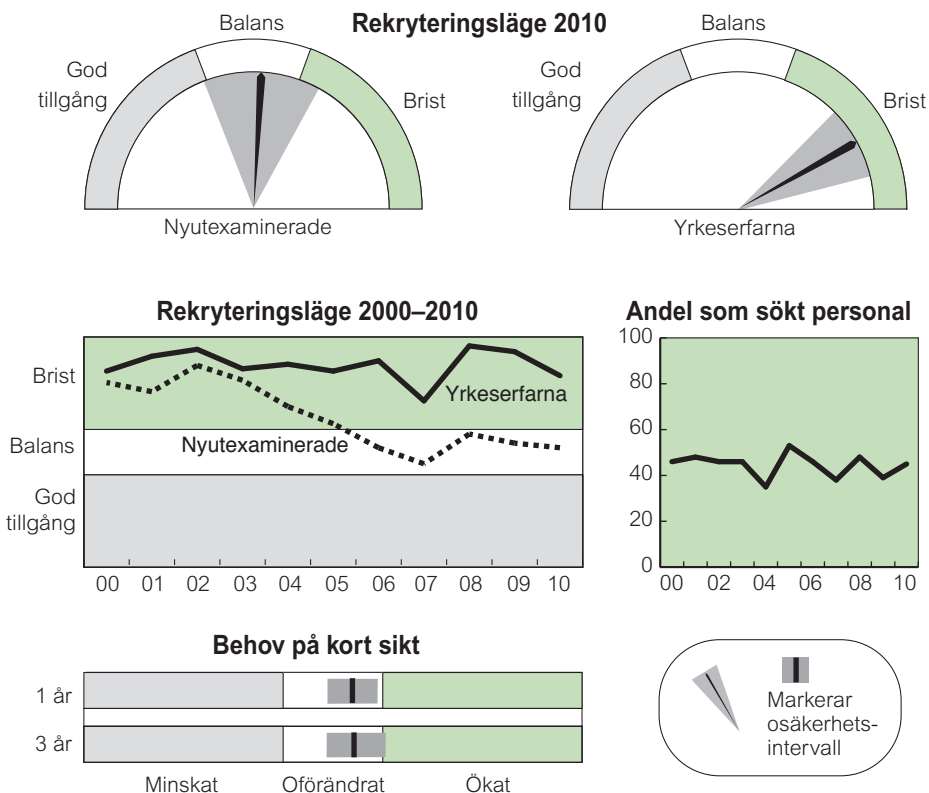 Rekryteringsläge 2010
Balans
God
tillgång
Brist
Nyutexaminerade
Balans
God
tillgång
Brist
Yrkeserfarna
Rekryteringsläge 2000–2010
Brist
Balans
God
tillgång
Yrkeserfarna
Nyutexaminerade
00 01 02 03 04 05 06 07 08 09 10
Andel som sökt personal
100
80
60
40
20
0
00 02 04 06 08 10
Behov på kort sikt
1 år
3 år
Minskat Oförändrat Ökat
Markerar
osäkerhets-
intervall